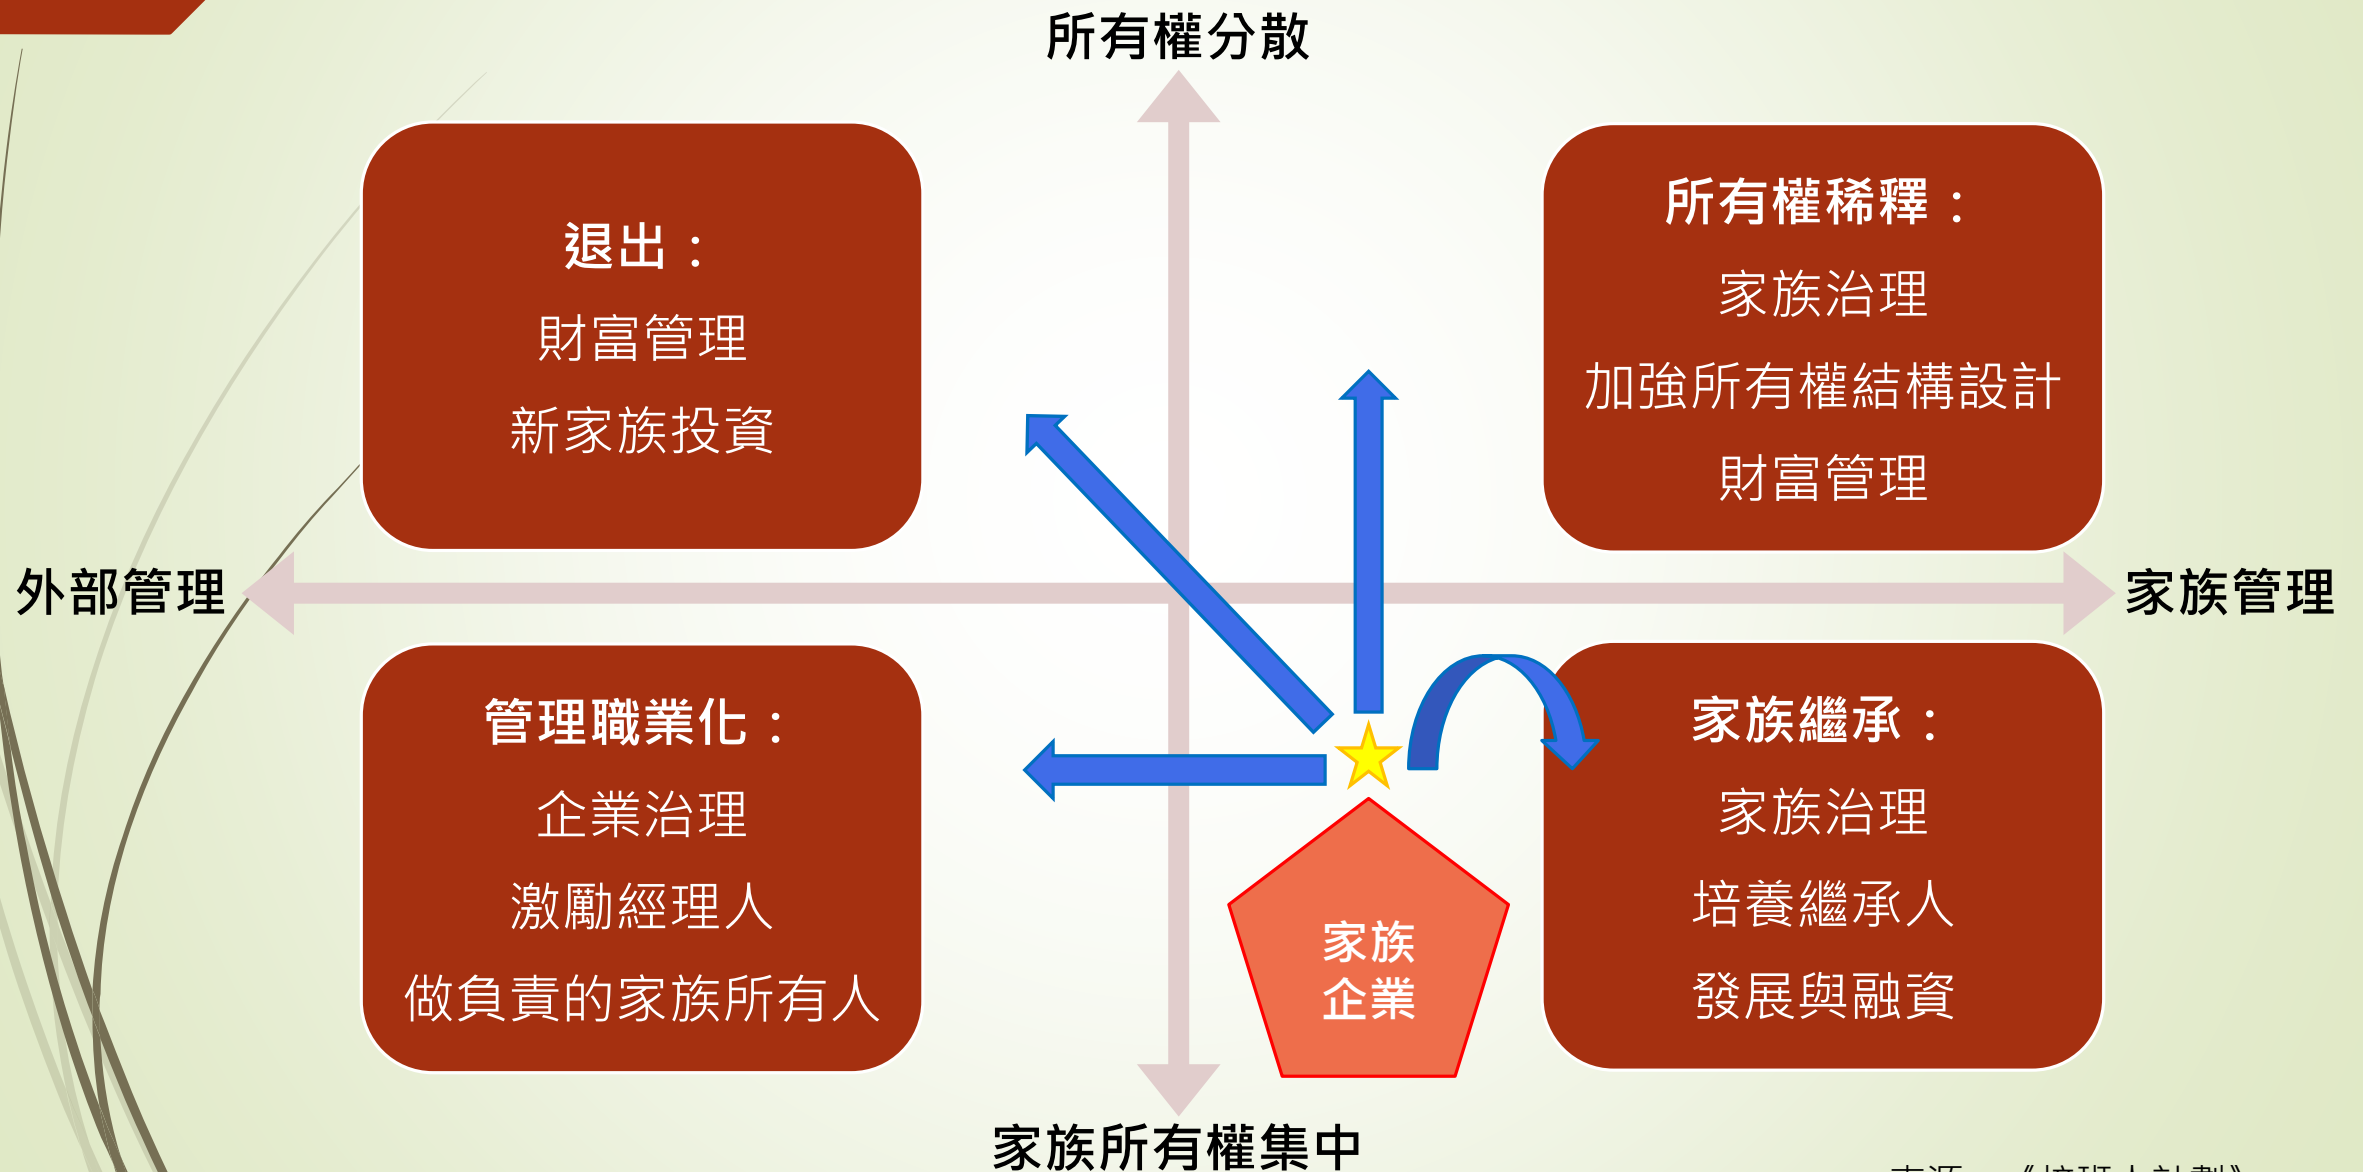 所有權分散
退出：
財富管理
新家族投資
所有權稀釋：
家族治理
加強所有權結構設計
財富管理
外部管理
家族管理
管理職業化：
企業治理
激勵經理人
做負責的家族所有人
家族繼承：
家族治理
培養繼承人
發展與融資
家族
企業
家族所有權集中